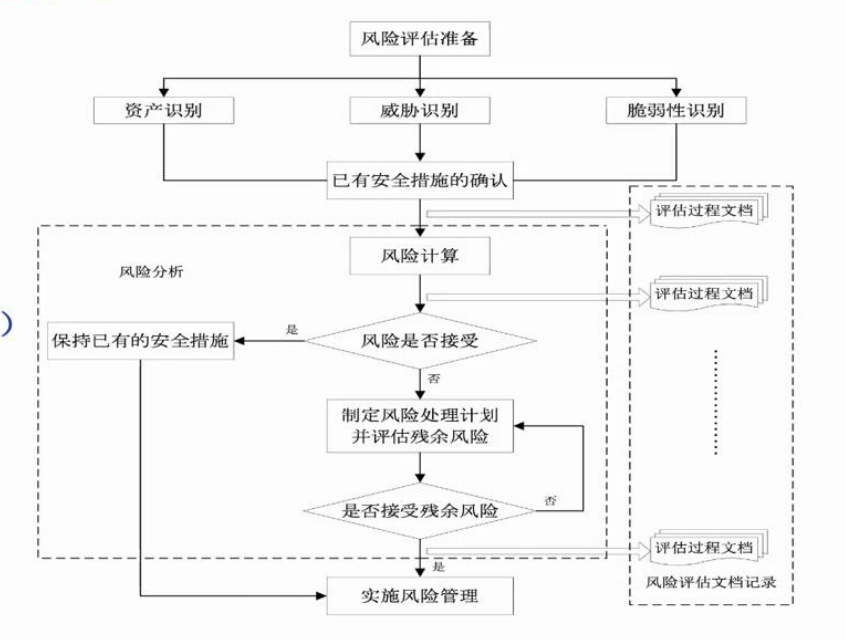 风险评估准备
资产识别
威胁识别
脆弱性识别
已有安全措施的确认
评估过程文档
风险计算
风险分析
评估过程文档
)
是
保持已有的安全措施
风险是否接受
否
制定风险处理计划
并评估残余风险
否
是否接受残余风险
评估过程文档
是
风险评估文档记录
实施风险管理